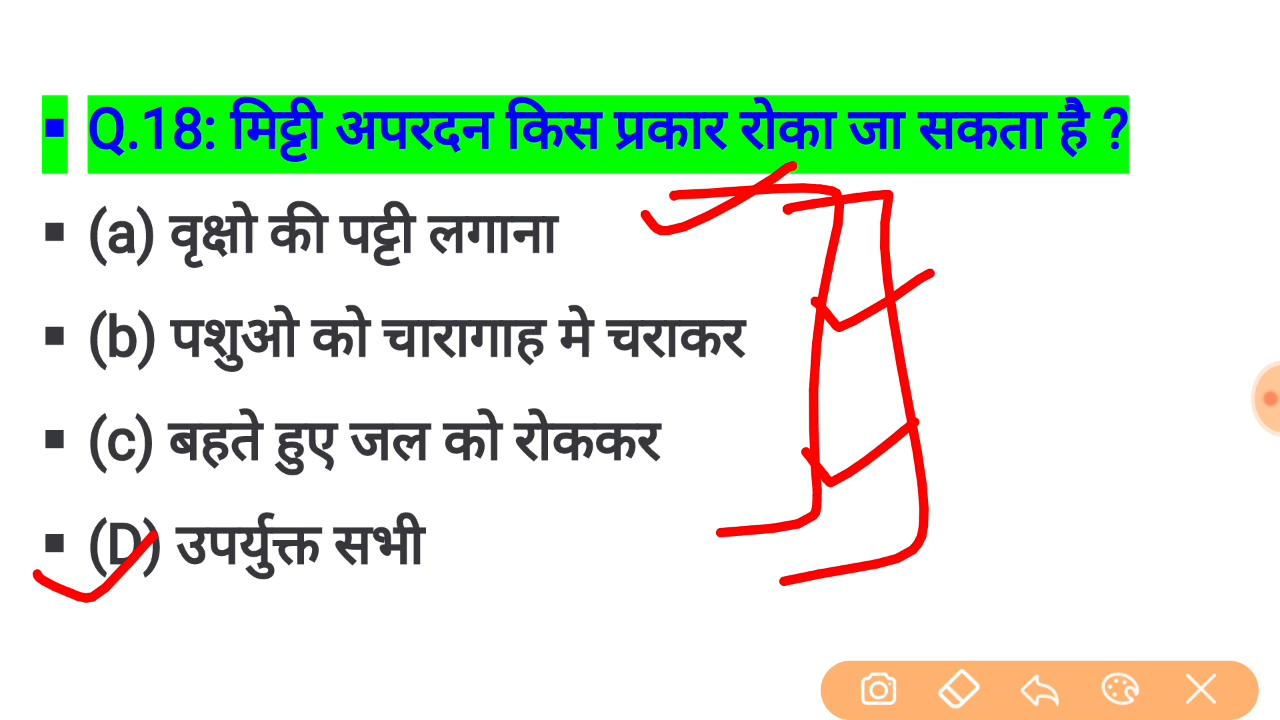 ▪ Q.18: मिट्टी अपरदन किस प्रकार रोका जा सकता है ?
▪ (a) वृक्षो की पट्टी लगाना
▪ (b) पशुओ को चारागाह मे चराकर
▪ (c) बहते हुए जल को रोककर
▪ (D) उपर्युक्त सभी